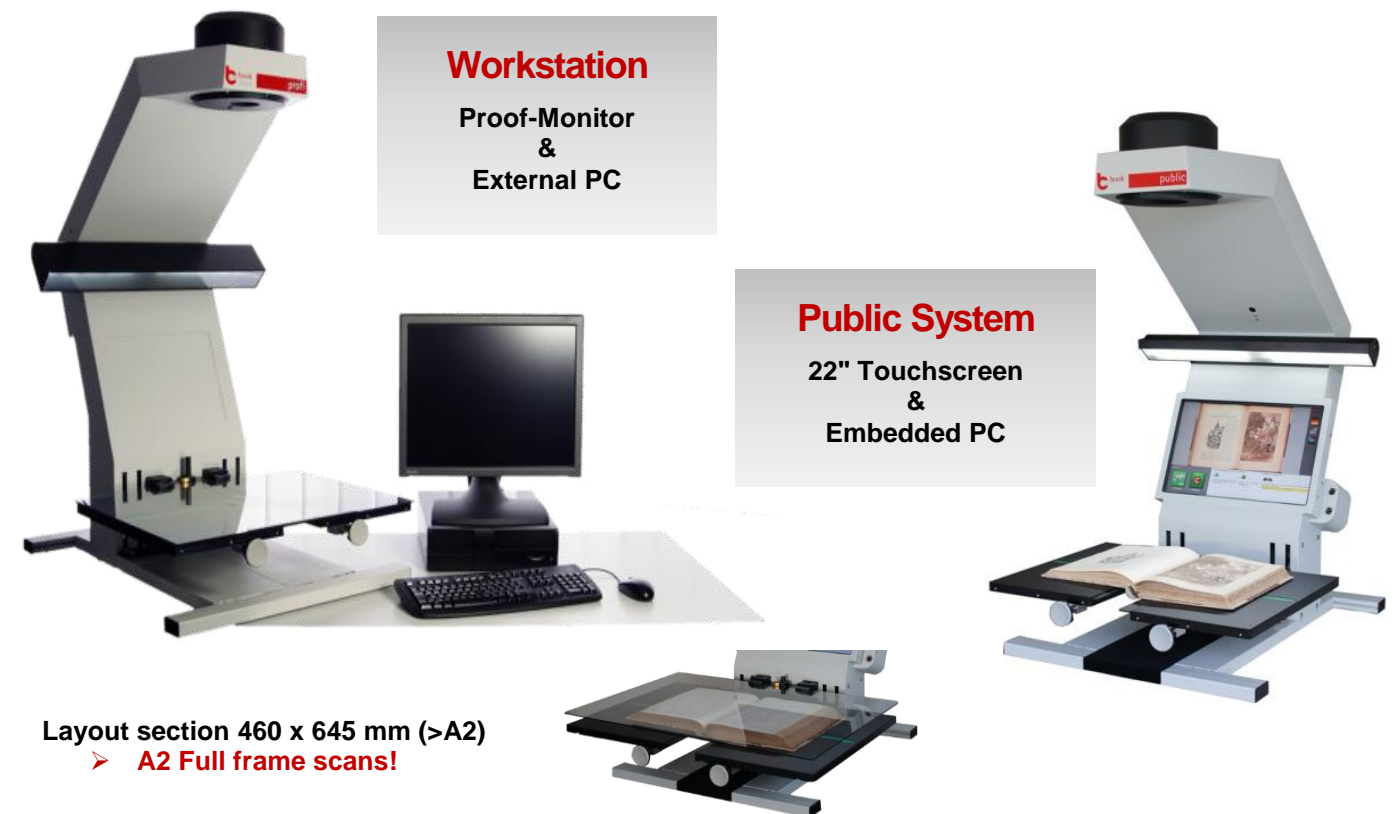 Workstation
Proof-Monitor
&
External PC
book
profi
book
public
Public System
22" Touchscreen
&
Embedded PC
Layout section 460 x 645 mm (>A2)
➢ A2 Full frame scans!